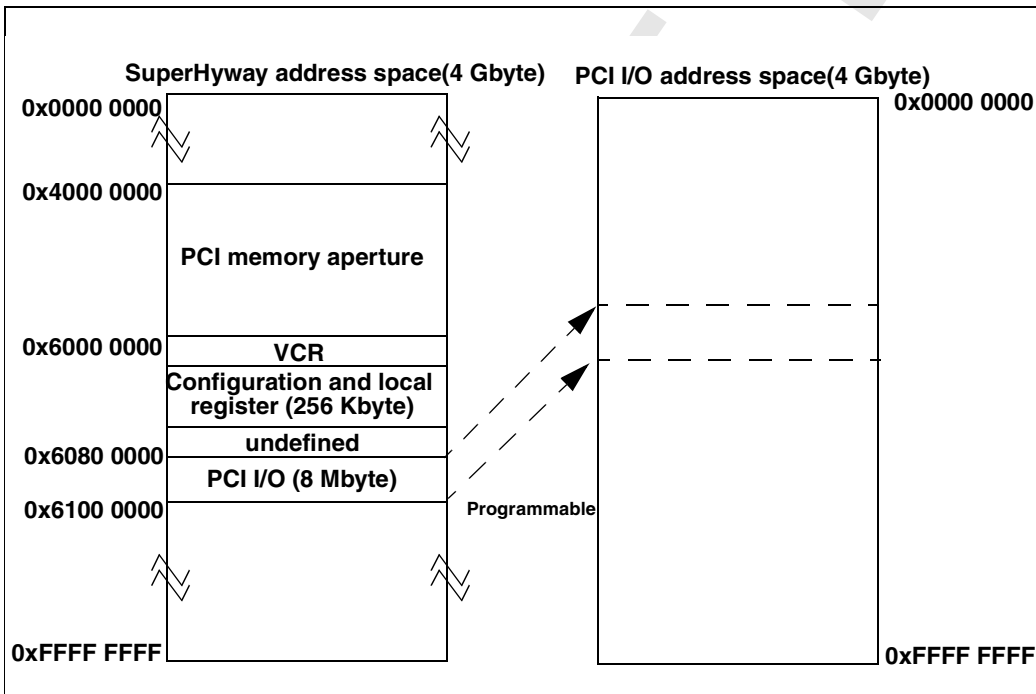 SuperHyway address space(4 Gbyte)
0x0000 0000
0x4000 0000
PCI memory aperture
0x6000 0000
VCR
Configuration and local
register (256 Kbyte)
undefined
0x6080 0000
PCI I/O (8 Mbyte)
0x6100 0000
0xFFFF FFFF
Programmable
PCI I/O address space(4 Gbyte)
0x0000 0000
0xFFFF FFFF